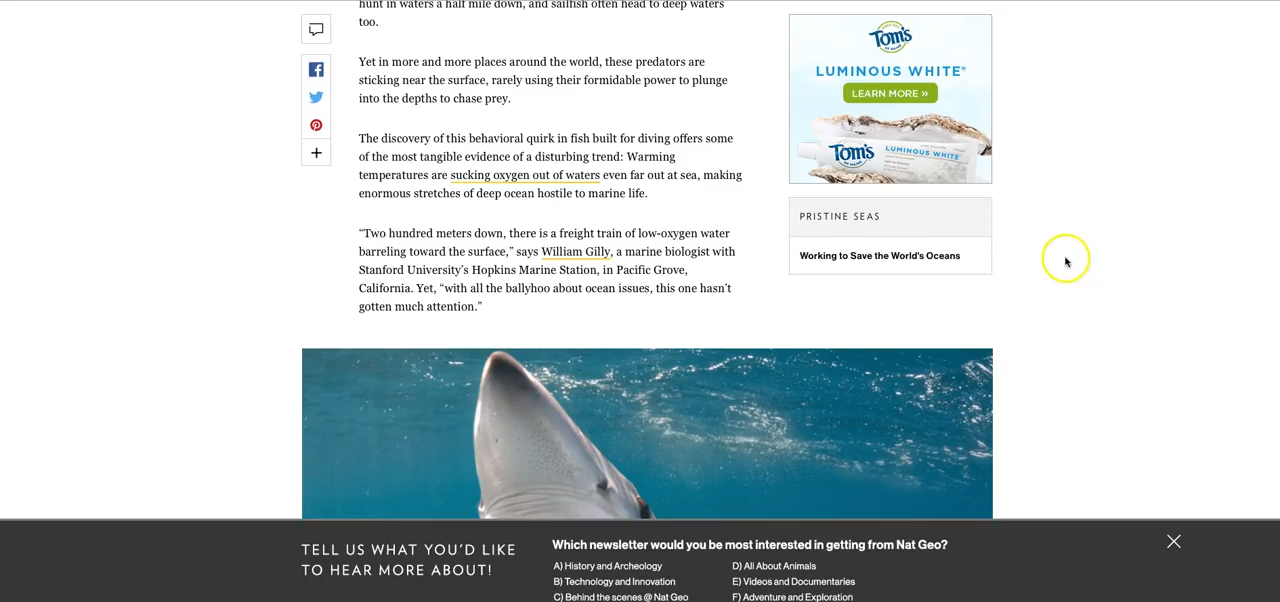 hunt in waters a half mile down, and sailfish often head to deep waters
too.
Yet in more and more places around the world, these predators are
sticking near the surface, rarely using their formidable power to plunge
into the depths to chase prey.
The discovery of this behavioral quirk in fish built for diving offers some
of the most tangible evidence of a disturbing trend: Warming
temperatures are sucking oxygen out of waters even far out at sea, making
enormous stretches of deep ocean hostile to marine life.
“Two hundred meters down, there is a freight train of low-oxygen water
barreling toward the surface,” says William Gilly, a marine biologist with
Stanford University’s Hopkins Marine Station, in Pacific Grove,
California. Yet, “with all the ballyhoo about ocean issues, this one hasn’t
gotten much attention.”
Tom's
OF MAINE
LUMINOUS WHITE®
LEARN MORE »
Tom's
OF MAINE
LUMINOUS WHITE
PRISTINE SEAS
Working to Save the World's Oceans
TELL US WHAT YOU'D LIKE
TO HEAR MORE ABOUT!
Which newsletter would you be most interested in getting from Nat Geo?
A) History and Archeology
B) Technology and Innovation
C) Behind the scenes @ Nat Geo
D) All About Animals
E) Videos and Documentaries
F) Adventure and Exploration